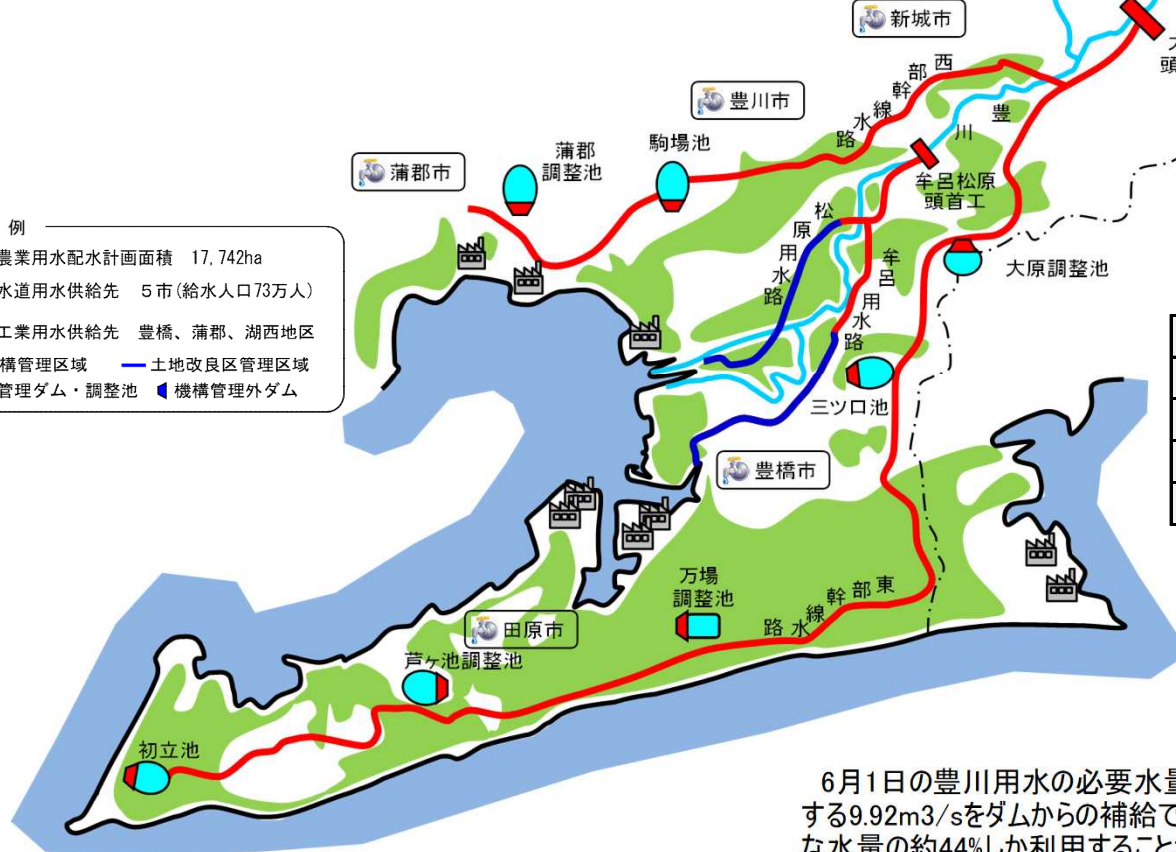 新城市
豊川市
蒲郡市
蒲郡
調整池
駒場池
西部幹線水路
豊川
頭
牟呂松原
頭首工
松原用水路
牟呂用水路
大原調整池
三ツ口池
豊橋市
万場
調整池
東部幹線水路
田原市
芦ヶ池調整池
初立池
例
農業用水配水計画面積 17,742ha
水道用水供給先 5市(給水人口73万人)
工業用水供給先 豊橋、蒲郡、湖西地区
構管理区域 土地改良区管理区域
管理ダム・調整池 機構管理外ダム
6月1日の豊川用水の必要水量
する9.92m3/sをダムからの補給で
な水量の約44%しか利用すること